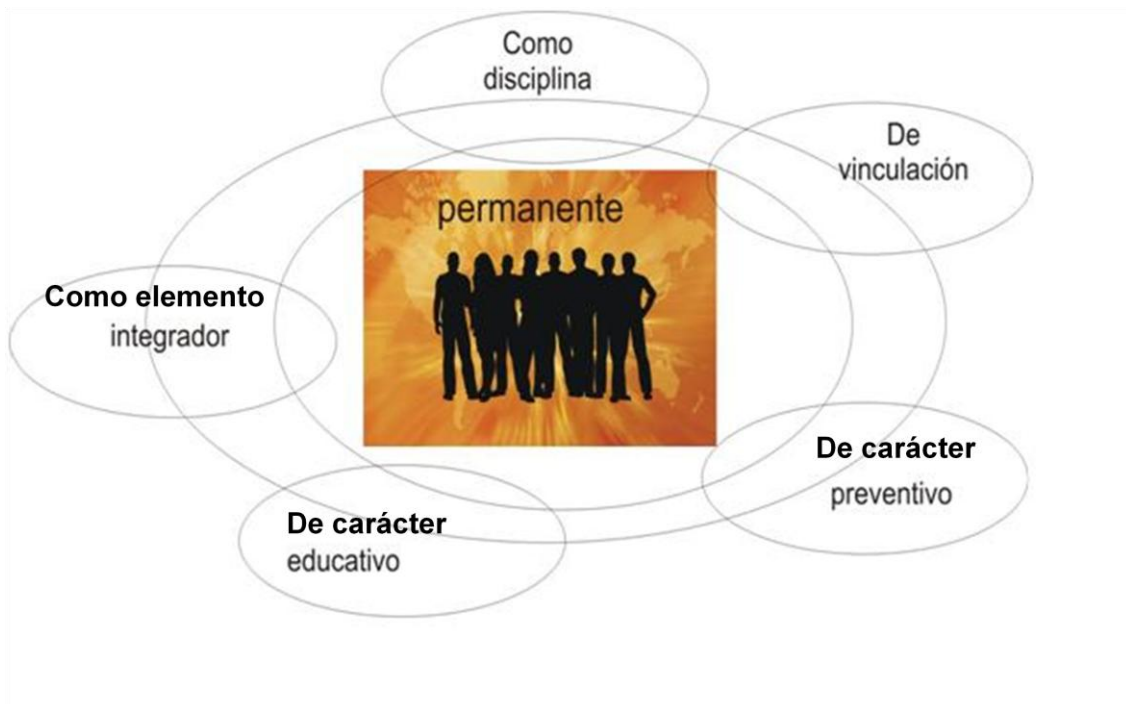 Como
disciplina
De
vinculación
permanente
Como elemento
integrador
De carácter
preventivo
De carácter
educativo